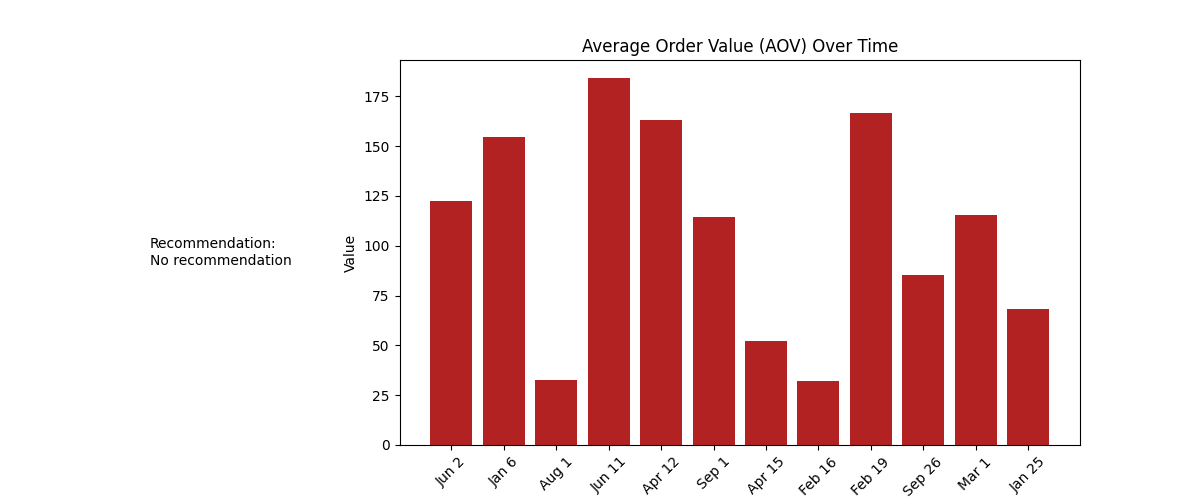 Average Order Value (AOV) Over Time
Recommendation:
No recommendation
Value
175
150
125
100
75
50
25
0
Jun 2
Jan 6
Aug 1
Jun 11
Apr 12
Sep 1
Apr 15
Feb 16
Feb 19
Sep 26
Mar 1
Jan 25